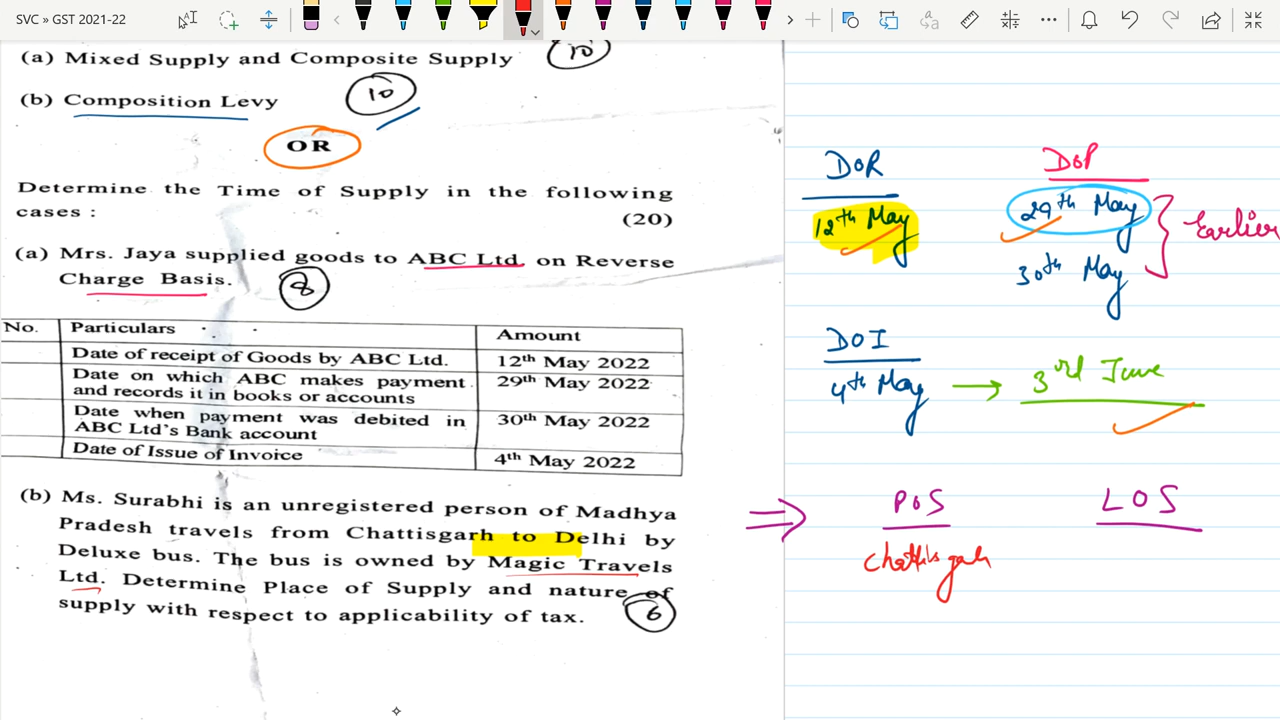 SVC » GST 2021-22
(a) Mixed Supply and Composite Supply
10
(b) Composition Levy
10
OR
Determine the Time of Supply in the following
cases :
(20)
(a) Mrs. Jaya supplied goods to ABC Ltd. on Reverse
Charge Basis.
8
No.
Particulars
Amount
Date of receipt of Goods by ABC Ltd.
12th May 2022
Date on which ABC makes payment
and records it in books or accounts
29th May 2022
Date when payment was debited in
ABC Ltd's Bank account
30th May 2022
Date of Issue of Invoice
4th May 2022
(b) Ms. Surabhi is an unregistered person of Madhya
Pradesh travels from Chattisgarh to Delhi by
Deluxe bus. The bus is owned by Magic Travels
Ltd. Determine Place of Supply and nature of
supply with respect to applicability of tax.
6
DOR
DOP
12th May
29th May
30th May
Earlier
DOI
4th May → 3rd June
⇒ POS
LOS
Chattisgarh